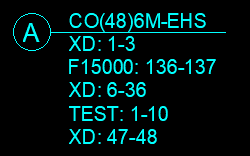 CO(48)6M-EHS
A
XD: 1-3
F15000: 136-137
XD: 6-36
TEST: 1-10
XD: 47-48